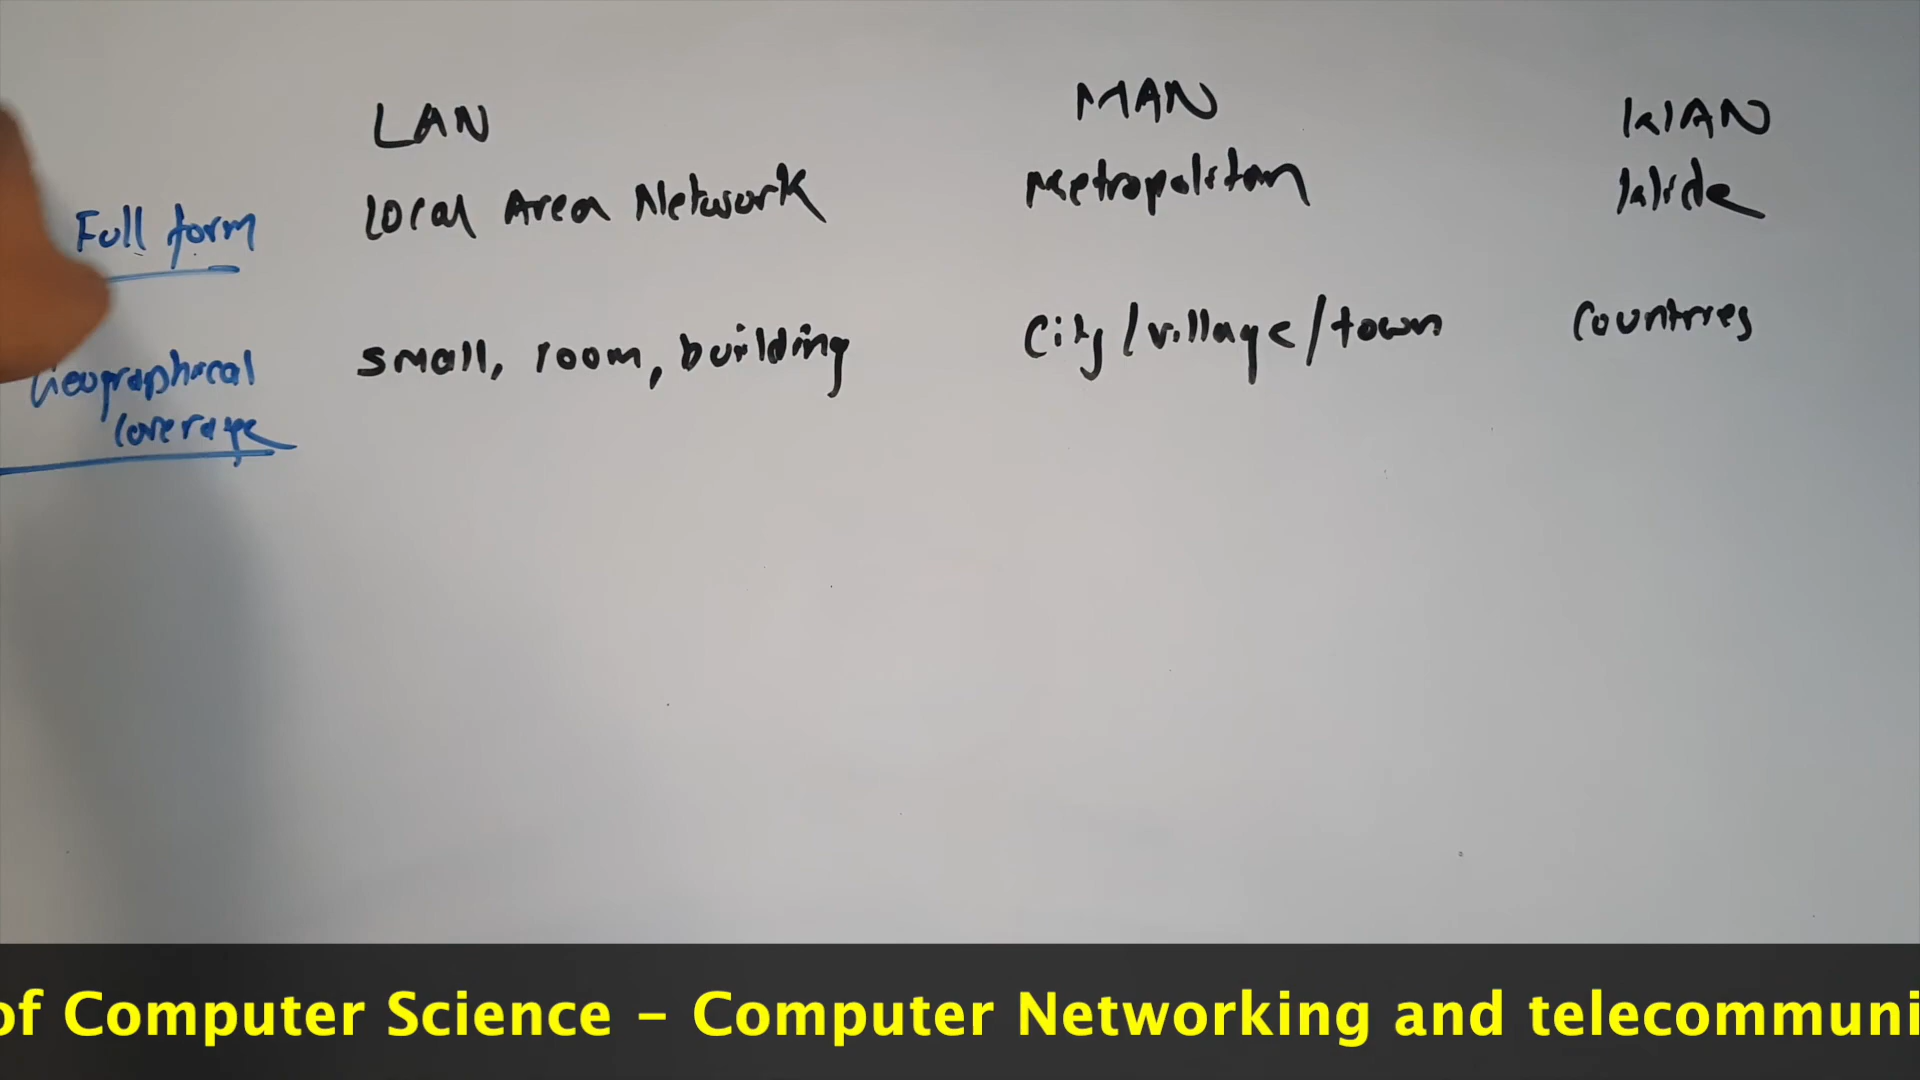 LAN MAN WAN
Full form Local Area Network Metropolitan Wide
Geographical coverage small, room, building City/village/town Countries
of Computer Science – Computer Networking and telecommuni